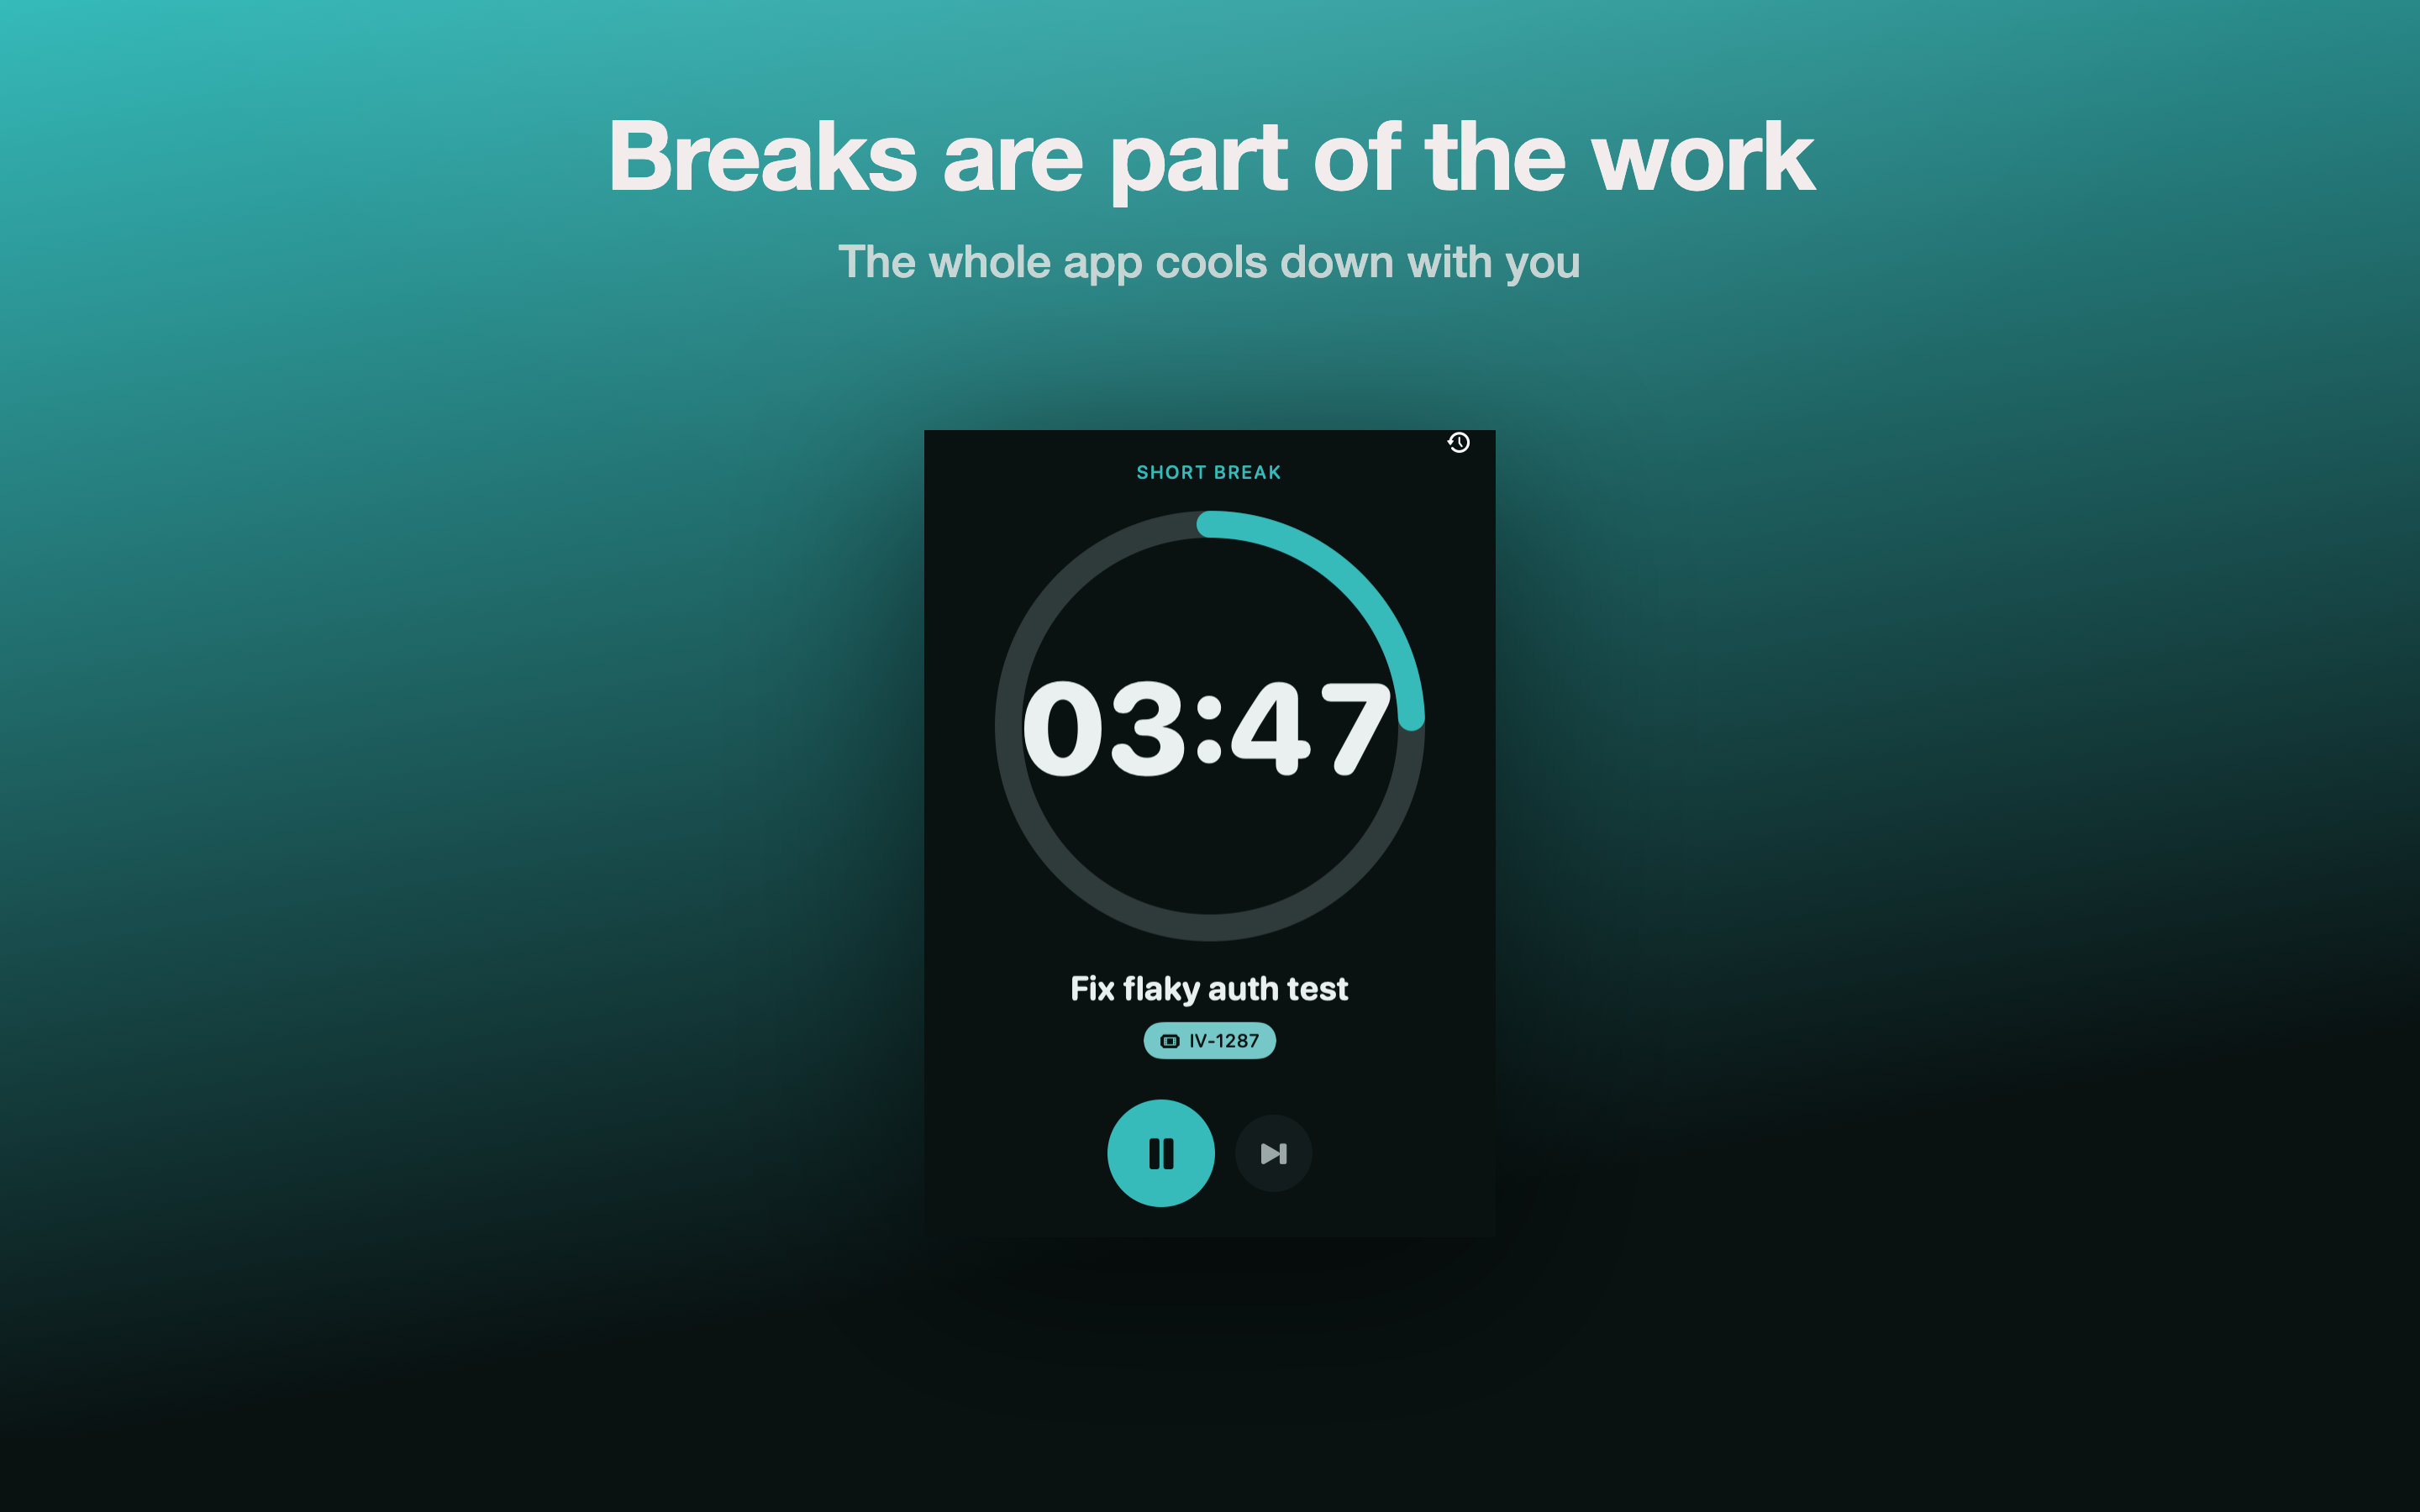 Breaks are part of the work
The whole app cools down with you
SHORT BREAK
03:47
Fix flaky auth test
IV-1287